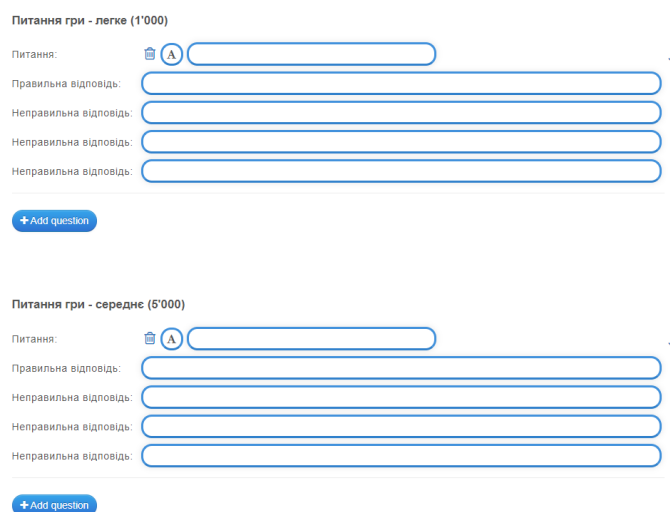 Питання гри - легке (1'000)
Питання: A
Правильна відповідь:
Неправильна відповідь:
Неправильна відповідь:
Неправильна відповідь:
+ Add question
Питання гри - середнє (5'000)
Питання: A
Правильна відповідь:
Неправильна відповідь:
Неправильна відповідь:
Неправильна відповідь:
+ Add question